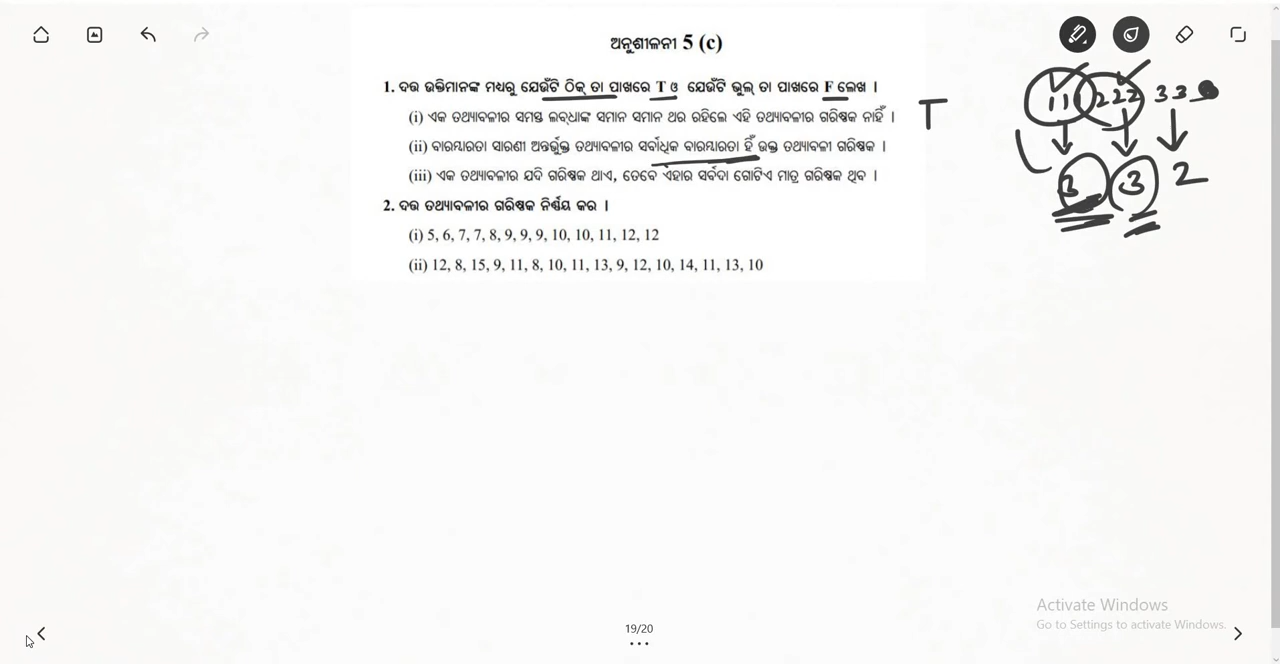 ଅନୁଶୀଳନୀ 5 (c)
1. ଦତ୍ତ ଉକ୍ତିମାନଙ୍କ ମଧ୍ୟରୁ ଯେଉଁଟି ଠିକ୍ ତା ପାଖରେ T ଓ ଯେଉଁଟି ଭୁଲ୍ ତା ପାଖରେ F ଲେଖ ।
(i) ଏକ ତଥ୍ୟାବଳୀର ସମସ୍ତ ଲବ୍ଧାଙ୍କ ସମାନ ସମାନ ଥର ରହିଲେ ଏହି ତଥ୍ୟାବଳୀର ଗରିଷ୍ଠକ ନାହିଁ ।
T
(ii) ବାରମ୍ବାରତା ସାରଣୀ ଅନ୍ତର୍ଭୁକ୍ତ ତଥ୍ୟାବଳୀର ସର୍ବାଧିକ ବାରମ୍ବାରତା ହିଁ ଉକ୍ତ ତଥ୍ୟାବଳୀ ଗରିଷ୍ଠକ ।
(iii) ଏକ ତଥ୍ୟାବଳୀର ଯଦି ଗରିଷ୍ଠକ ଥାଏ, ତେବେ ଏହାର ସର୍ବଦା ଗୋଟିଏ ମାତ୍ର ଗରିଷ୍ଠକ ଥିବ ।
2. ଦତ୍ତ ତଥ୍ୟାବଳୀର ଗରିଷ୍ଠକ ନିର୍ଣ୍ଣୟ କର ।
(i) 5, 6, 7, 7, 8, 9, 9, 9, 10, 10, 11, 12, 12
(ii) 12, 8, 15, 9, 11, 8, 10, 11, 13, 9, 12, 10, 14, 11, 13, 10
222 33
3 3 2
Activate Windows
Go to Settings to activate Windows.
19/20